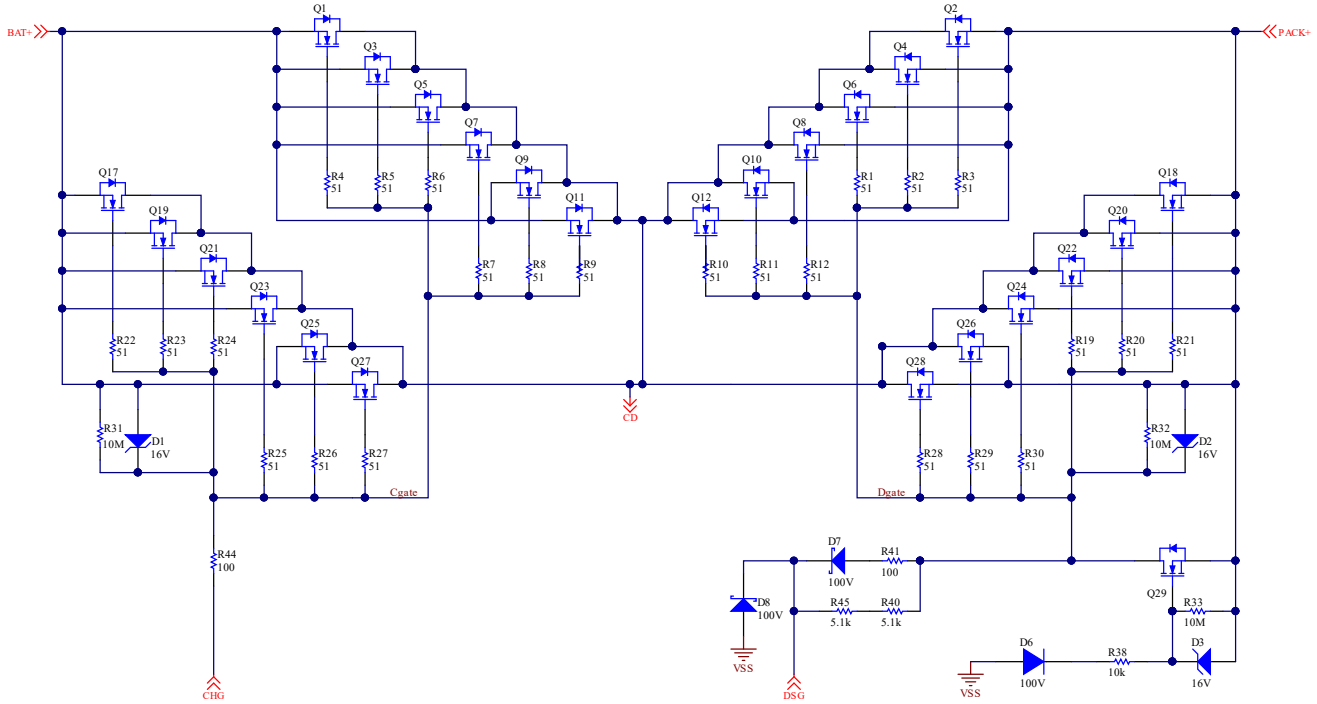 Q1
Q2
BAT+
PACK+
Q3
Q4
Q5
Q6
Q7
Q8
Q9
Q10
Q17
R4
51
R5
51
R6
51
R1
51
R2
51
R3
51
Q18
Q11
Q12
Q19
Q20
Q21
Q22
R7
51
R8
51
R9
51
R10
51
R11
51
R12
51
Q23
Q24
Q25
Q26
R22
51
R23
51
R24
51
R19
51
R20
51
R21
51
Q27
Q28
CD
R31
10M
D1
16V
R32
10M
D2
16V
R25
51
R26
51
R27
51
R28
51
R29
51
R30
51
Cgate
Dgate
R44
100
D7
100V
R41
100
Q29
D8
100V
R45
5.1k
R40
5.1k
R33
10M
D6
100V
R38
10k
D3
16V
VSS
VSS
CHG
DSG